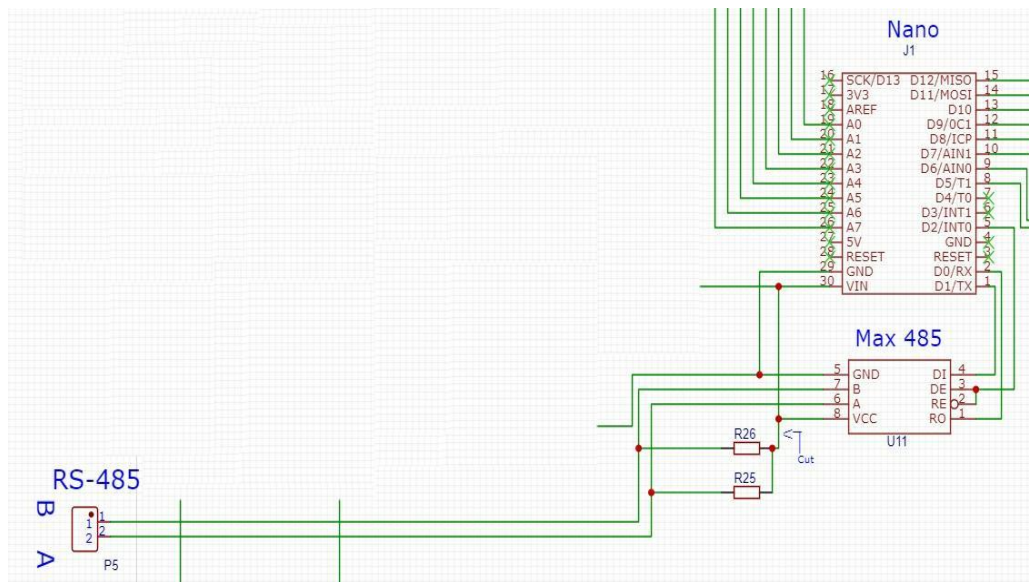 Nano
J1
16 SCK/D13 D12/MISO 15
17 3V3 D11/MOSI 14
18 AREF D10 13
19 A0 D9/0C1 12
20 A1 D8/ICP 11
21 A2 D7/AIN1 10
22 A3 D6/AIN0 9
23 A4 D5/T1 8
24 A5 D4/T0 7
25 A6 D3/INT1 6
26 A7 D2/INT0 5
27 5V GND 4
28 RESET RESET 3
29 GND D0/RX 2
30 VIN D1/TX 1
Max 485
5 GND DI 4
7 B DE 3
6 A RE 2
8 VCC RO 1
U11
R26
Cut
R25
RS-485
B
1 1
2 2
A
P5